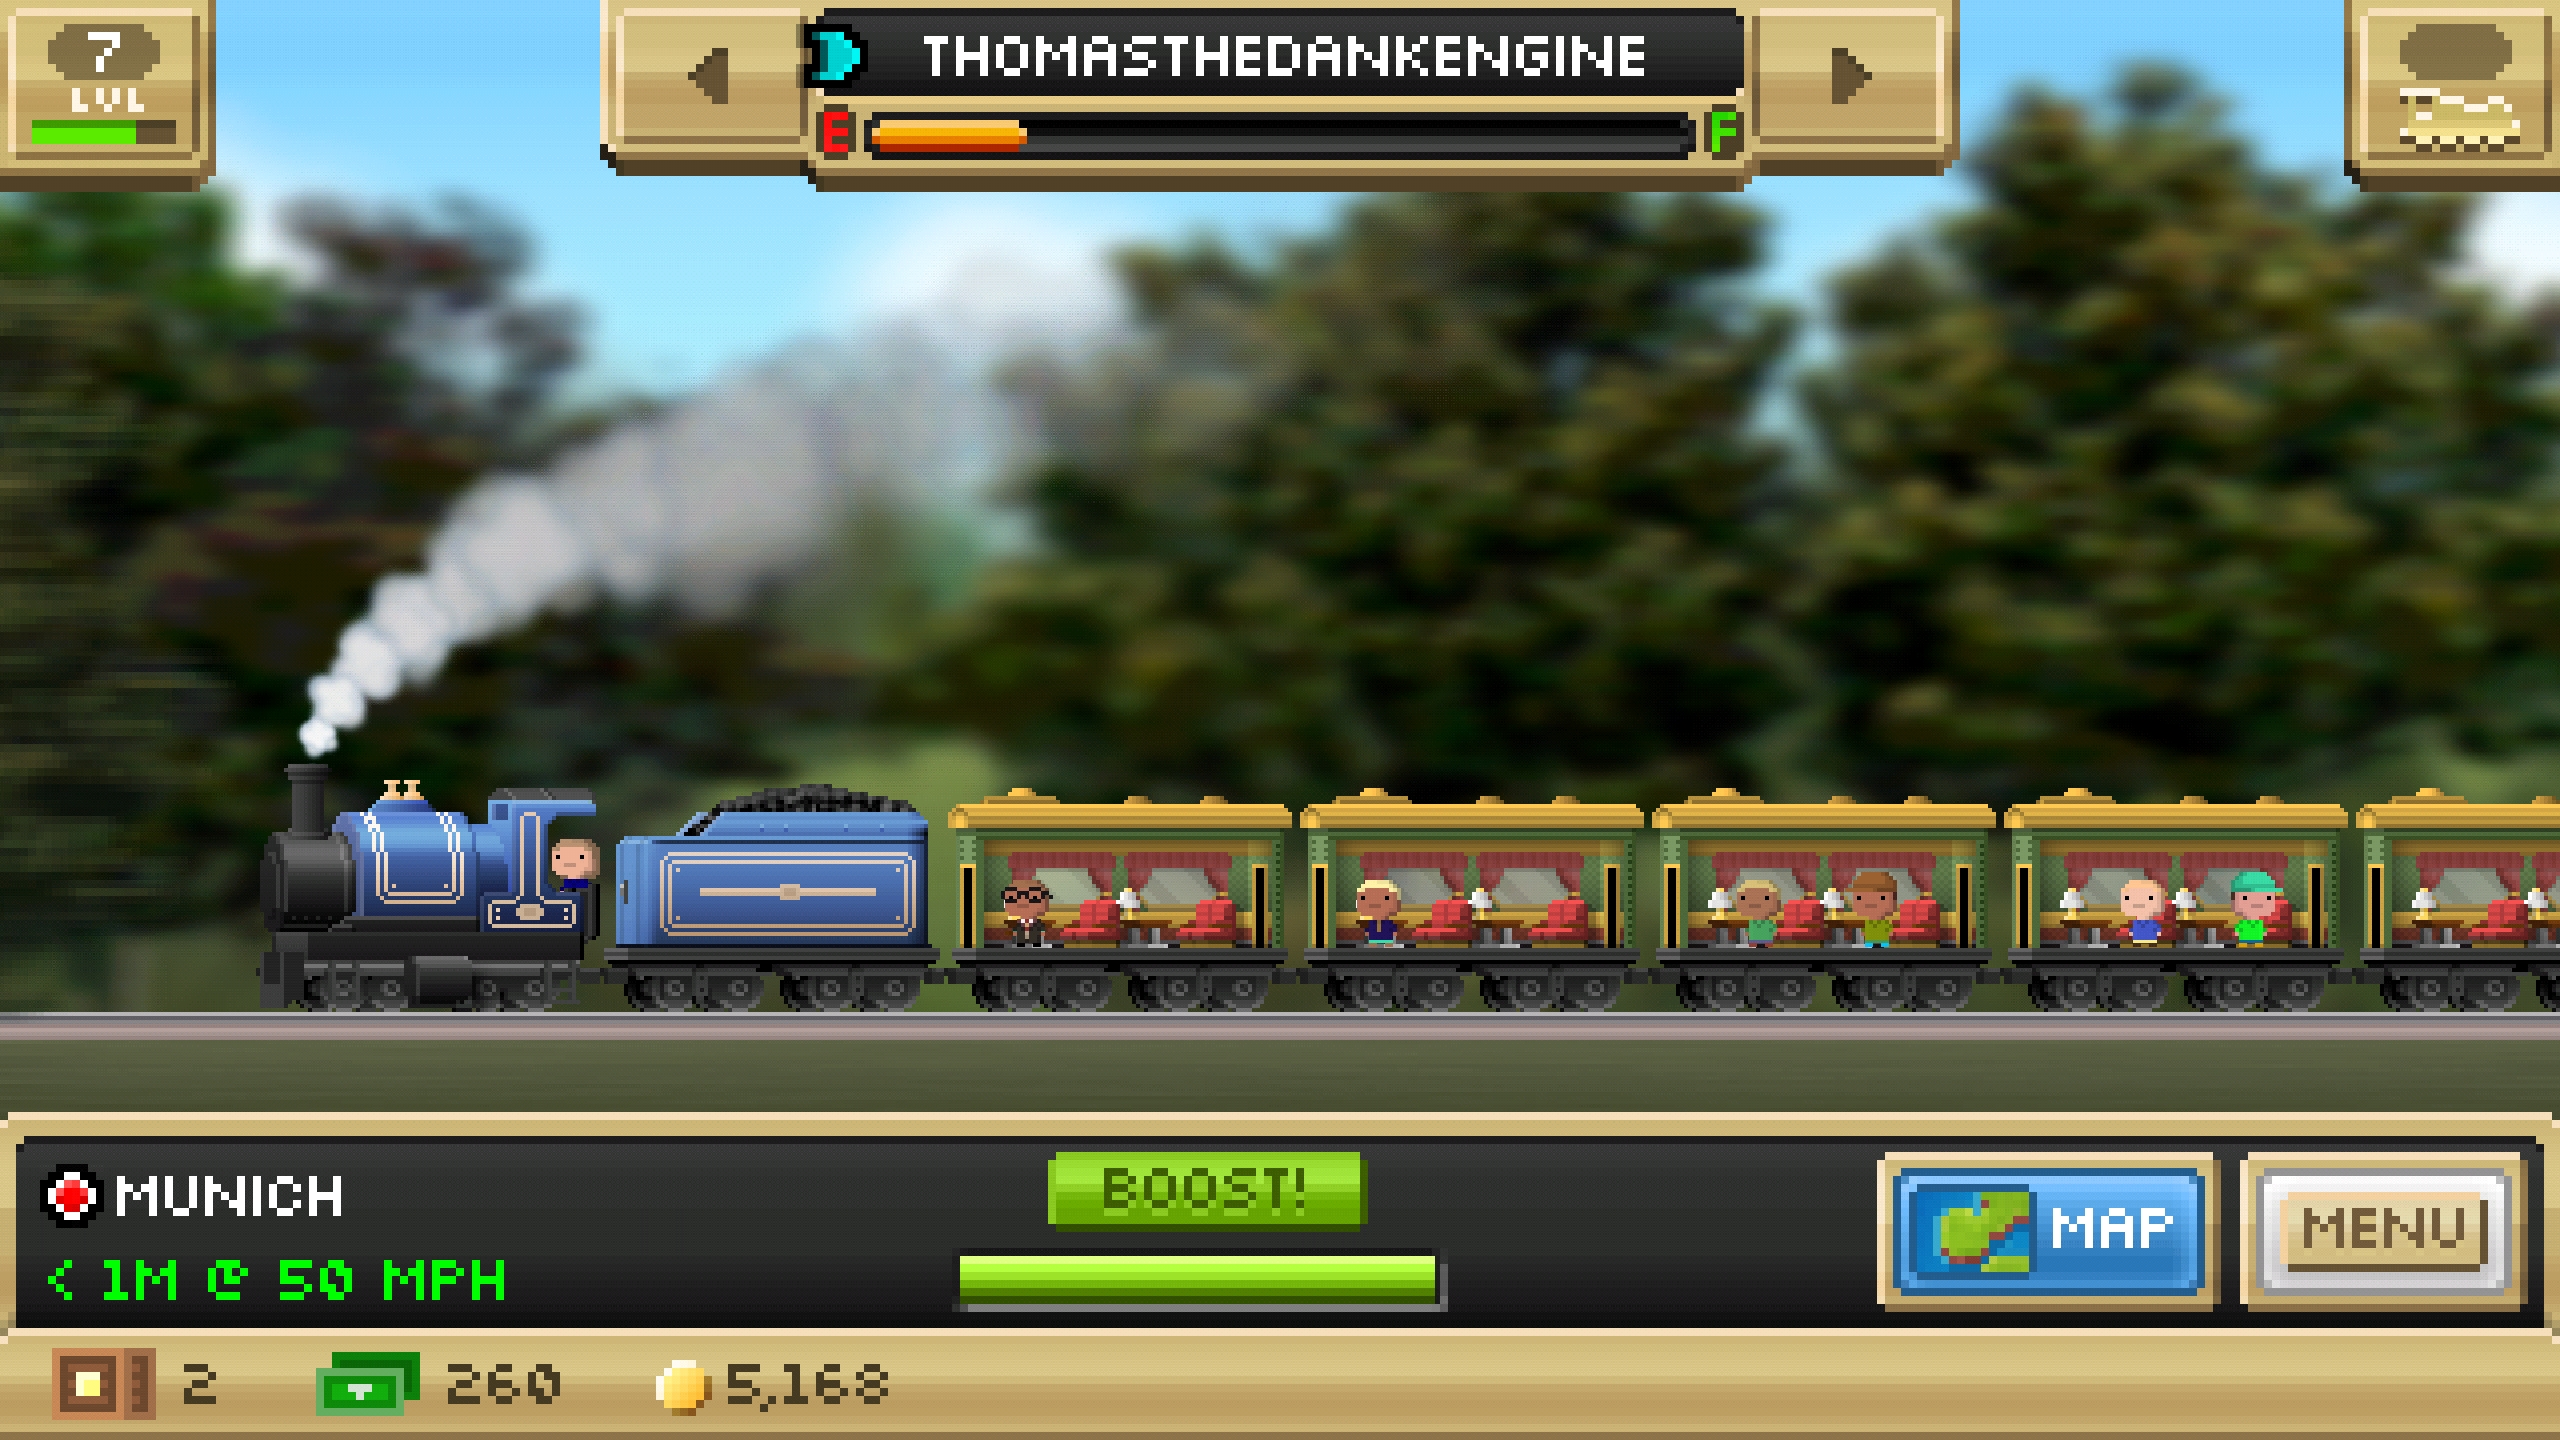 7
LVL
THOMASTHEDANKENGINE
E F
MUNICH
< 1M @ 50 MPH
BOOST!
MAP
MENU
2
260
5,168